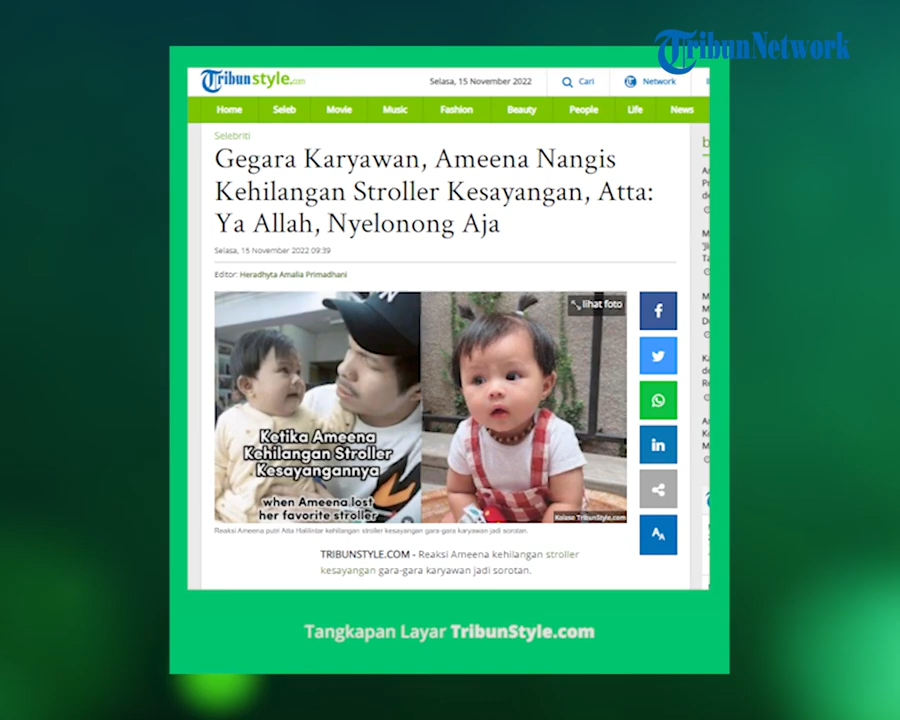 TribunNetwork
Tribunstyle.com
Selasa, 15 November 2022
Cari
Network
Home
Seleb
Movie
Music
Fashion
Beauty
People
Life
News
Selebriti
Gegara Karyawan, Ameena Nangis
Kehilangan Stroller Kesayangan, Atta:
Ya Allah, Nyelonong Aja
Selasa, 15 November 2022 09:39
Editor: Heradhyta Amalia Primadhani
lihat foto
Ketika Ameena
Kehilangan Stroller
Kesayangannya
when Ameena lost
her favorite stroller
Kolase TribunStyle.com
Reaksi Ameena putri Atta Halilintar kehilangan stroller kesayangan gara-gara karyawan jadi sorotan.
TRIBUNSTYLE.COM - Reaksi Ameena kehilangan stroller
kesayangan gara-gara karyawan jadi sorotan.
Tangkapan Layar TribunStyle.com